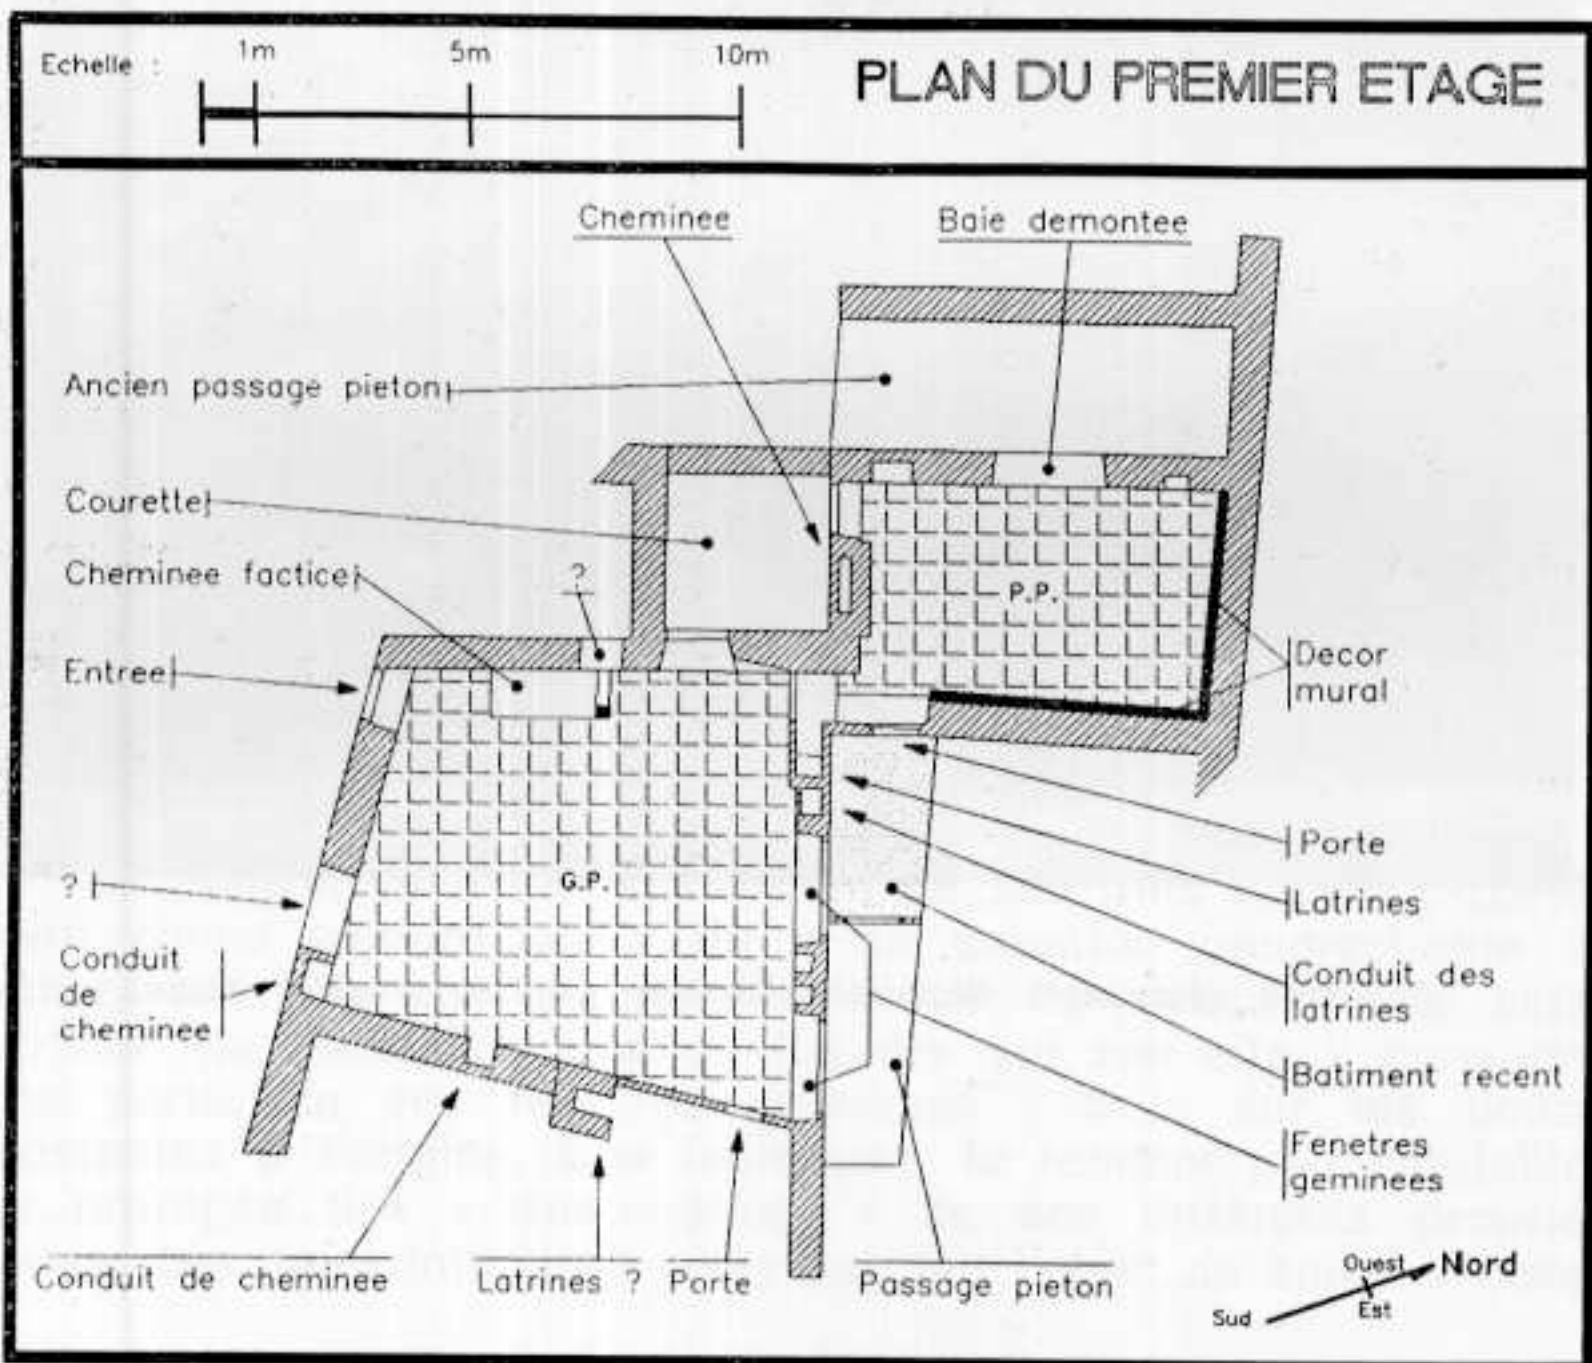 Echelle :
1m
5m
10m
PLAN DU PREMIER ETAGE
Cheminee
Baie demontee
Ancien passage pieton
Courette
Cheminee factice
?
P.P.
Entree
Decor
mural
G.P.
?
Porte
Latrines
Conduit
de
cheminee
Conduit des
latrines
Batiment recent
Fenetres
geminees
Conduit de cheminee
Latrines ?
Porte
Passage pieton
Ouest
Nord
Sud
Est